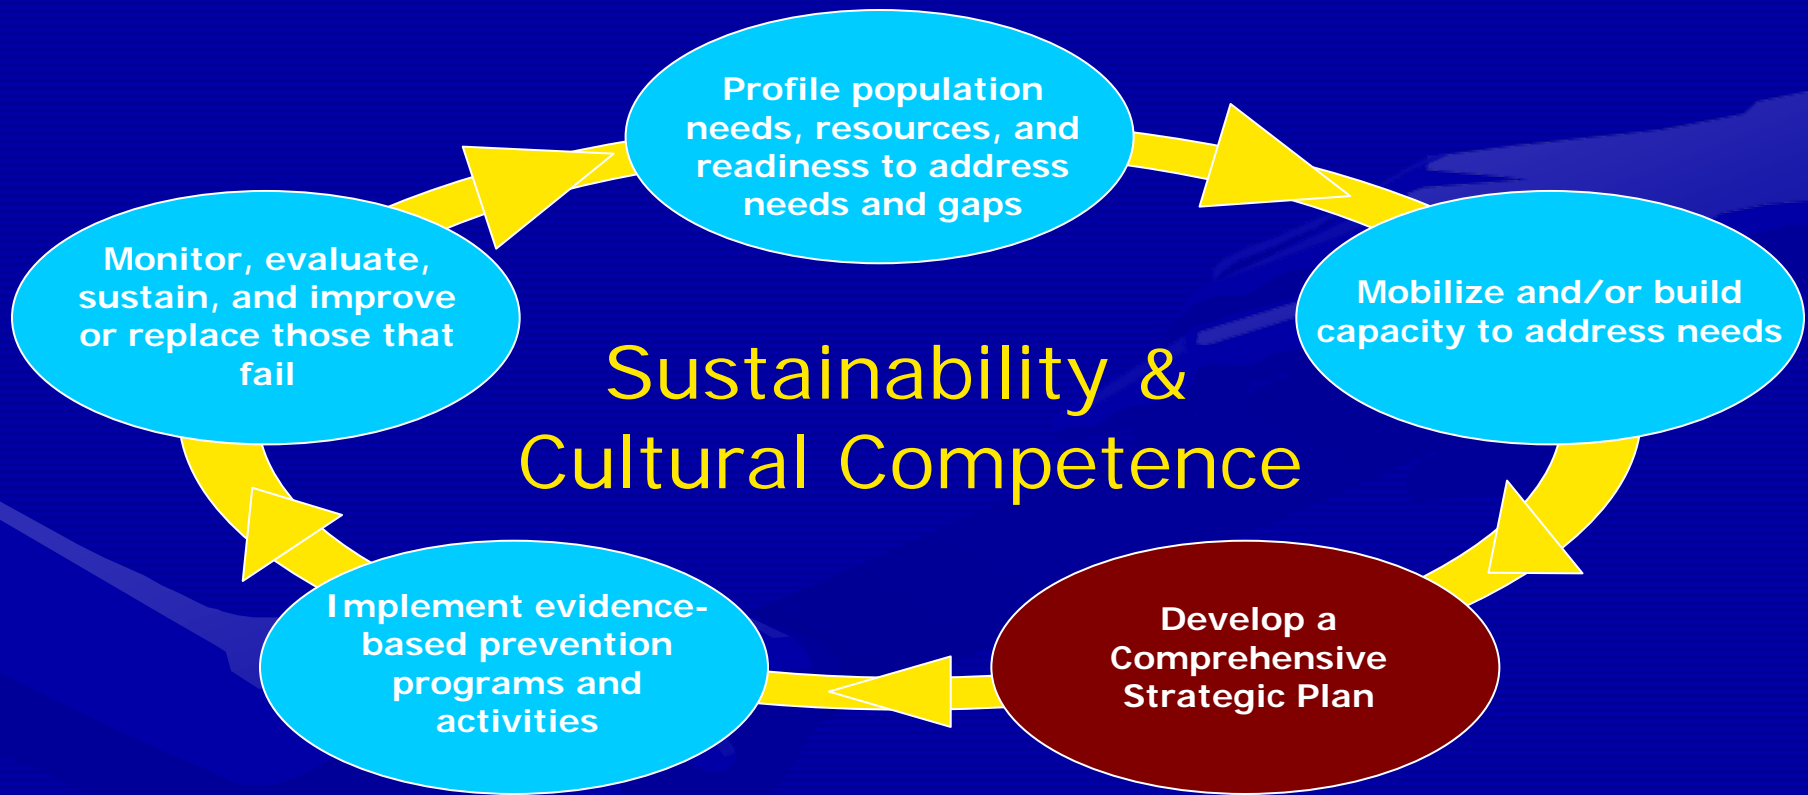 Profile population
needs, resources, and
readiness to address
needs and gaps
Mobilize and/or build
capacity to address needs
Develop a
Comprehensive
Strategic Plan
Implement evidence-
based prevention
programs and
activities
Monitor, evaluate,
sustain, and improve
or replace those that
fail
Sustainability &
Cultural Competence